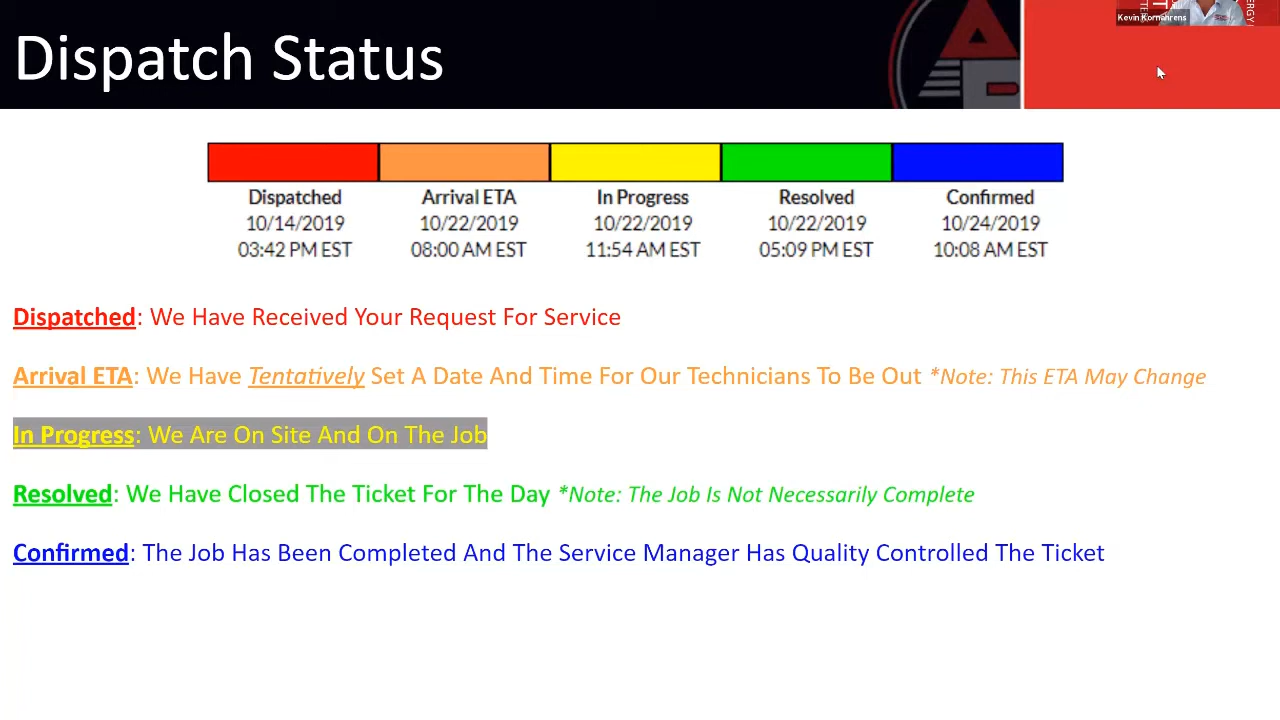 Dispatch Status
Kevin Kornahrens
Dispatched Arrival ETA In Progress Resolved Confirmed
10/14/2019 10/22/2019 10/22/2019 10/22/2019 10/24/2019
03:42 PM EST 08:00 AM EST 11:54 AM EST 05:09 PM EST 10:08 AM EST
Dispatched: We Have Received Your Request For Service
Arrival ETA: We Have Tentatively Set A Date And Time For Our Technicians To Be Out *Note: This ETA May Change
In Progress: We Are On Site And On The Job
Resolved: We Have Closed The Ticket For The Day *Note: The Job Is Not Necessarily Complete
Confirmed: The Job Has Been Completed And The Service Manager Has Quality Controlled The Ticket